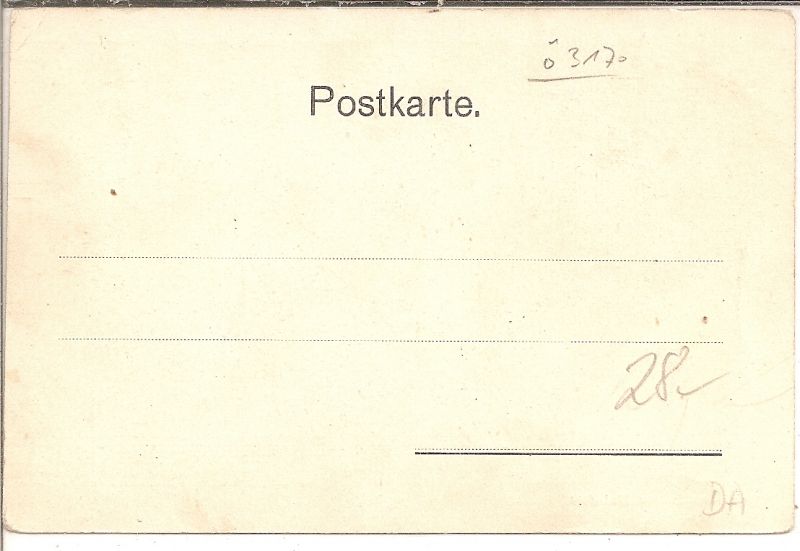 ö 3170
Postkarte.
28,-
DA